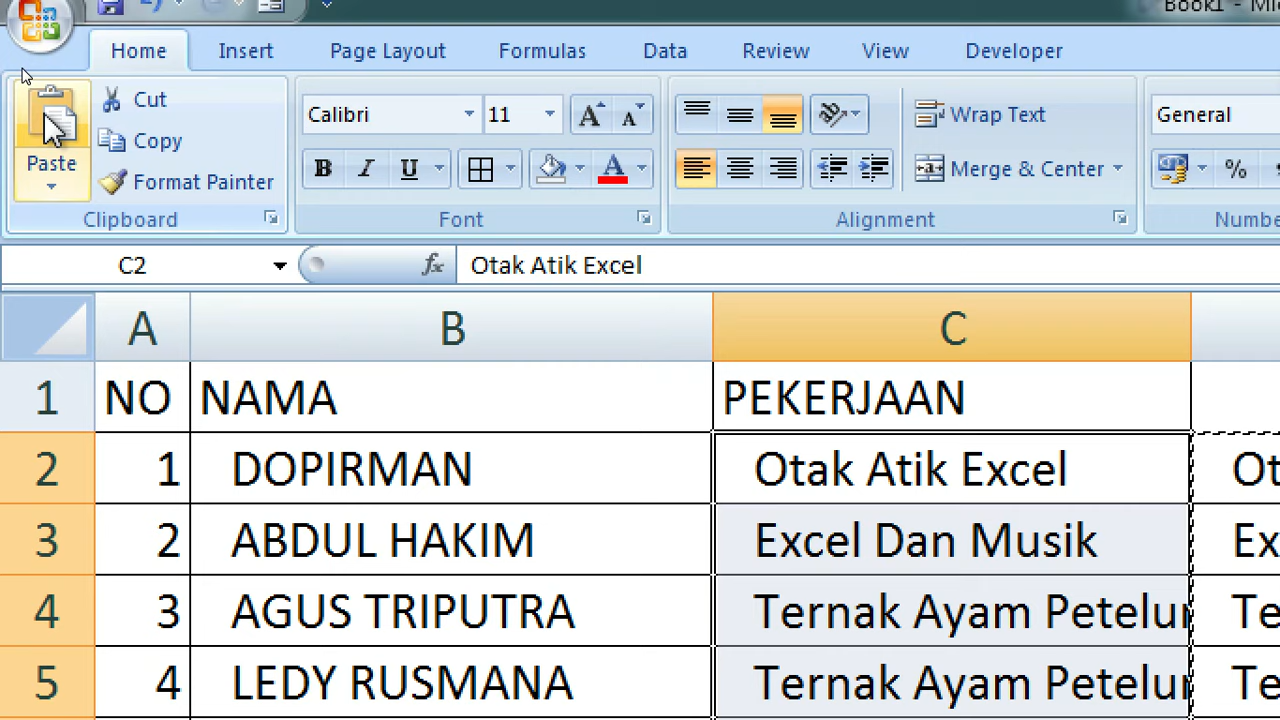 Book1 -
Home Insert Page Layout Formulas Data Review View Developer
Cut
Calibri 11 Wrap Text General
Copy
Paste
B I U A Merge & Center %
Format Painter
Clipboard Font Alignment
C2 fx Otak Atik Excel
A B C
1 NO NAMA PEKERJAAN
2 1 DOPIRMAN Otak Atik Excel
3 2 ABDUL HAKIM Excel Dan Musik
4 3 AGUS TRIPUTRA Ternak Ayam
5 4 LEDY RUSMANA Ternak Ayam